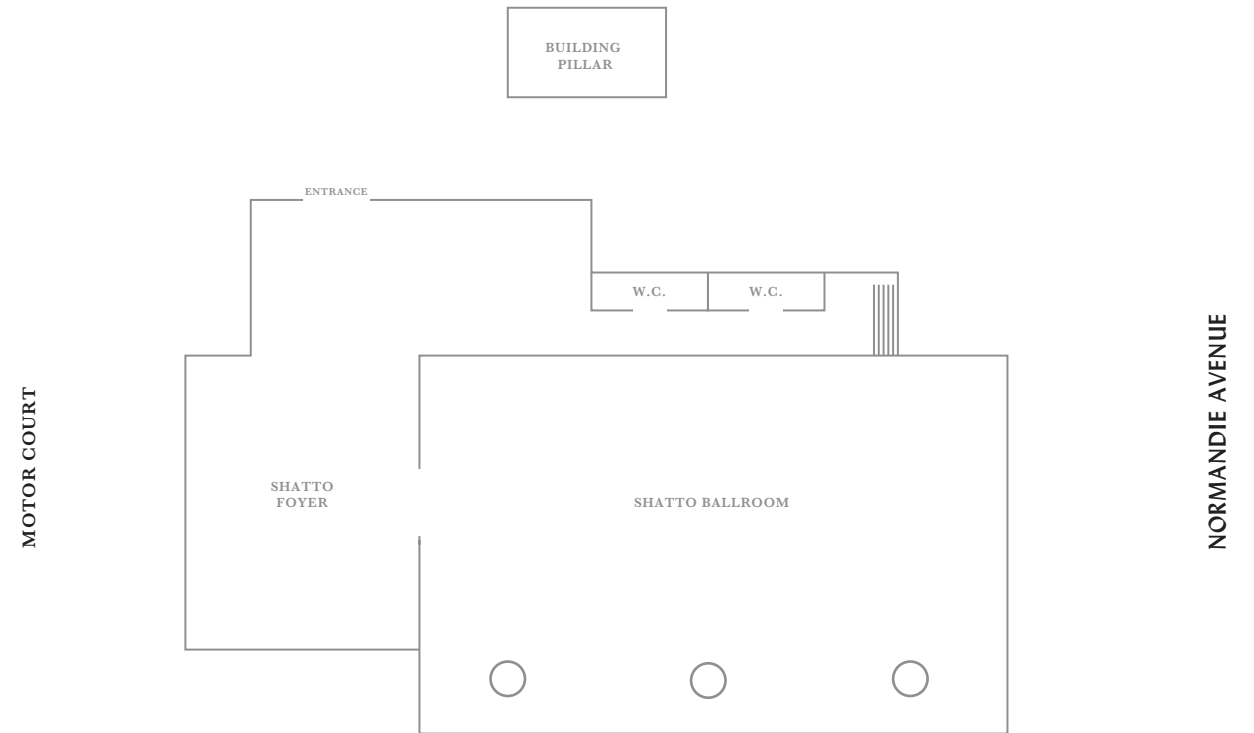 BUILDING
PILLAR
ENTRANCE
W.C.
W.C.
MOTOR COURT
NORMANDIE AVENUE
SHATTO
FOYER
SHATTO BALLROOM